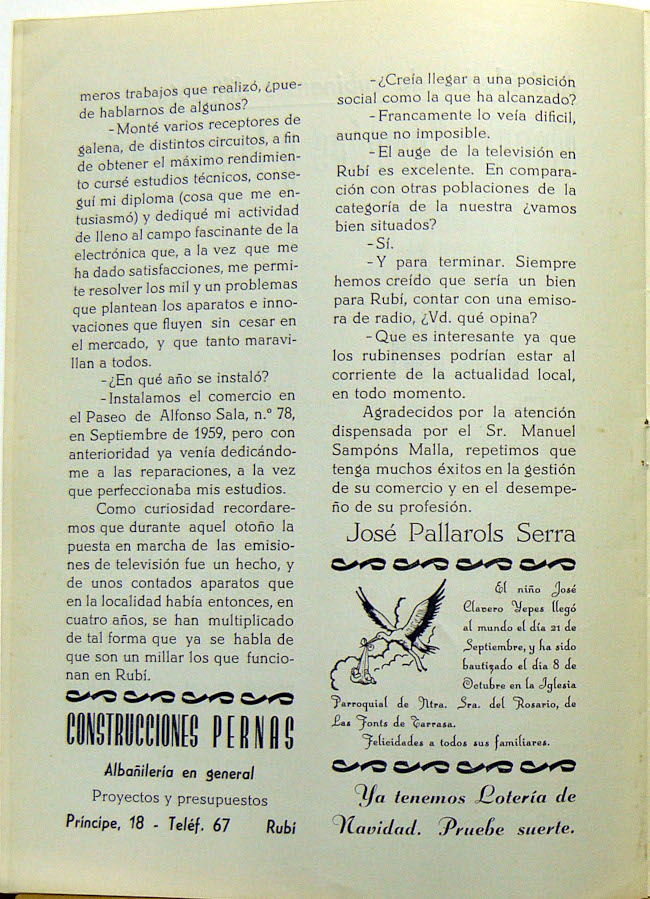 meros trabajos que realizó, ¿pue-
de hablarnos de algunos?
-Monté varios receptores de
galena, de distintos circuitos, a fin
de obtener el máximo rendimien-
to cursé estudios técnicos, conse-
guí mi diploma (cosa que me en-
tusiasmó) y dediqué mi actividad
de lleno al campo fascinante de la
electrónica que, a la vez que me
ha dado satisfacciones, me permi-
te resolver los mil y un problemas
que plantean los aparatos e inno-
vaciones que fluyen sin cesar en
el mercado, y que tanto maravi-
llan a todos.
-¿En qué año se instaló?
-Instalamos el comercio en
el Paseo de Alfonso Sala, n.° 78,
en Septiembre de 1959, pero con
anterioridad ya venía dedicándo-
me a las reparaciones, a la vez
que perfeccionaba mis estudios.
Como curiosidad recordare-
mos que durante aquel otoño la
puesta en marcha de las emisio-
nes de televisión fue un hecho, y
de unos contados aparatos que
en la localidad había entonces, en
cuatro años, se han multiplicado
de tal forma que ya se habla de
que son un millar los que funcio-
nan en Rubí.
CONSTRUCCIONES PERNAS
Albañilería en general
Proyectos y presupuestos
Príncipe, 18 - Teléf. 67 Rubí
-¿Creía llegar a una posición
social como la que ha alcanzado?
-Francamente lo veía dificil,
aunque no imposible.
-El auge de la televisión en
Rubí es excelente. En compara-
ción con otras poblaciones de la
categoría de la nuestra ¿vamos
bien situados?
-Sí.
-Y para terminar. Siempre
hemos creído que sería un bien
para Rubí, contar con una emiso-
ra de radio, ¿Vd. qué opina?
-Que es interesante ya que
los rubinenses podrían estar al
corriente de la actualidad local,
en todo momento.
Agradecidos por la atención
dispensada por el Sr. Manuel
Sampóns Malla, repetimos que
tenga muchos éxitos en la gestión
de su comercio y en el desempe-
ño de su profesión.
José Pallarols Serra
El niño José
Clavero Yepes llegó
al mundo el día 21 de
Septiembre, y ha sido
bautizado el dia 8 de
Octubre en la Iglesia
Parroquial de Ntra. Sra. del Rosario, de
Las Fonts de Tarrasa.
Felicidades a todos sus familiares.
Ya tenemos Lotería de
Navidad. Pruebe suerte.